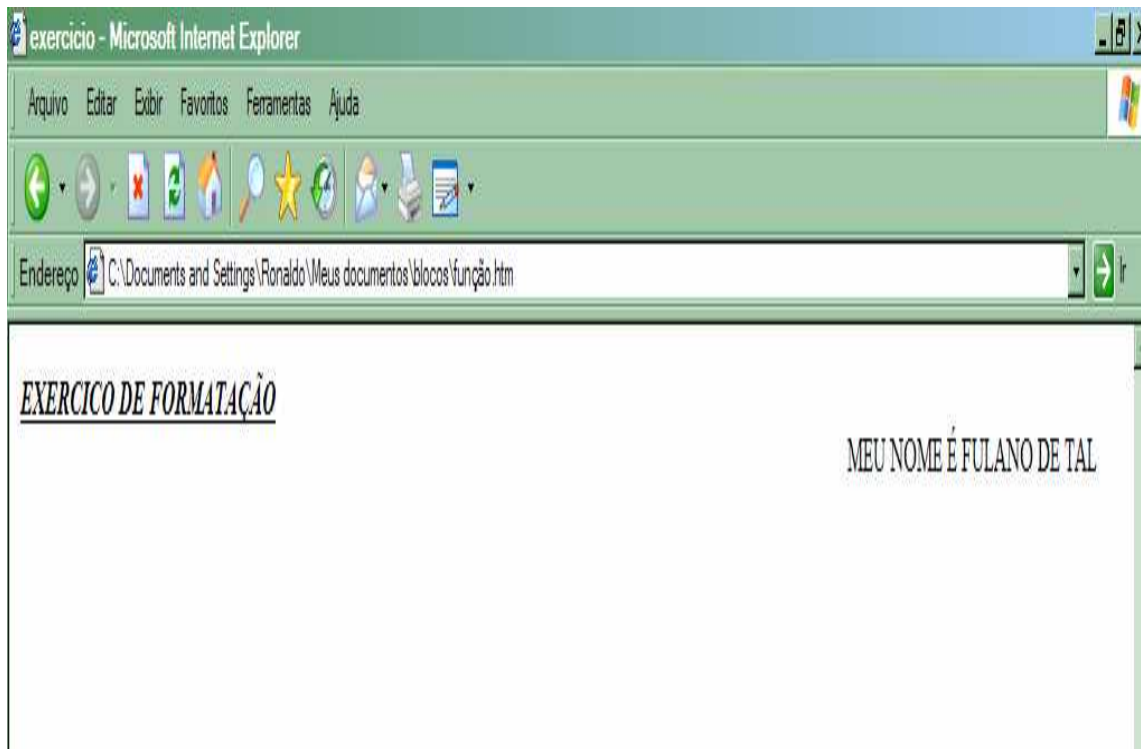 exercicio - Microsoft Internet Explorer
Arquivo Editar Exibir Favoritos Ferramentas Ajuda
Endereço C:\Documents and Settings\Ronaldo\Meus documentos\blocos\função.htm Ir
EXERCICO DE FORMATAÇÃO
MEU NOME É FULANO DE TAL